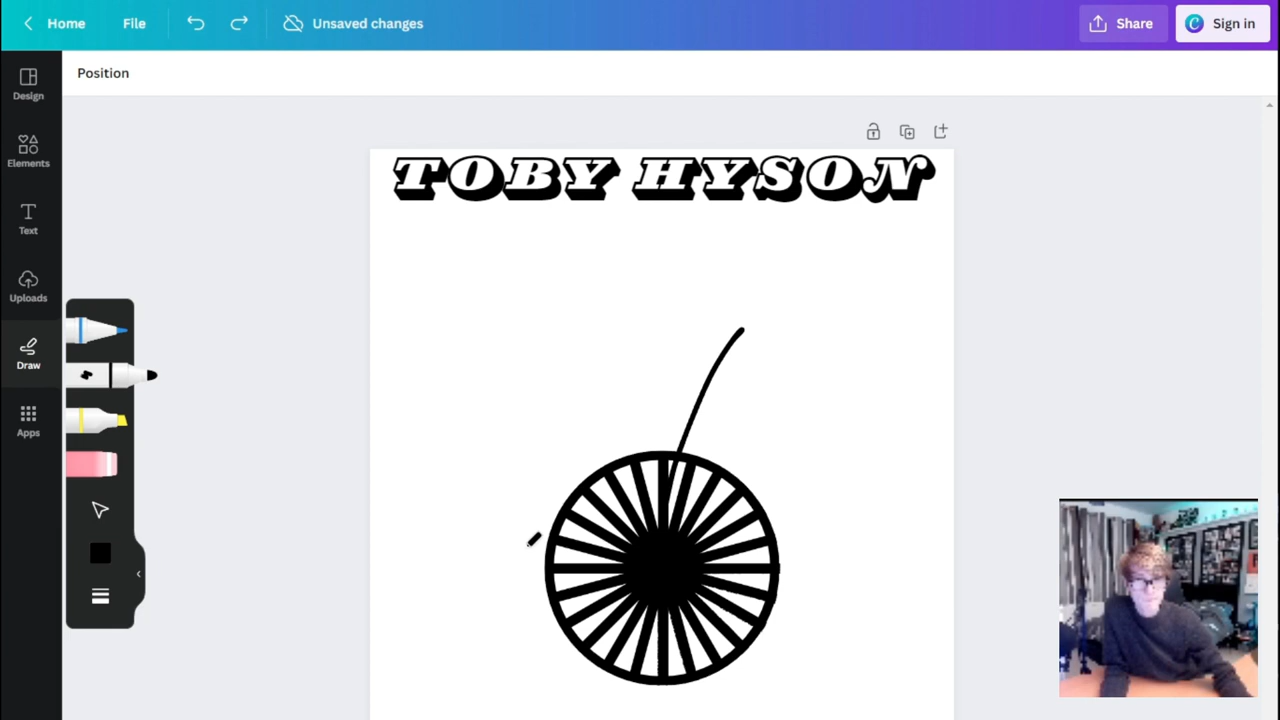 Home File Unsaved changes Share Sign in
Position
Design
Elements
Text
Uploads
Draw
Apps
TOBY HYSON